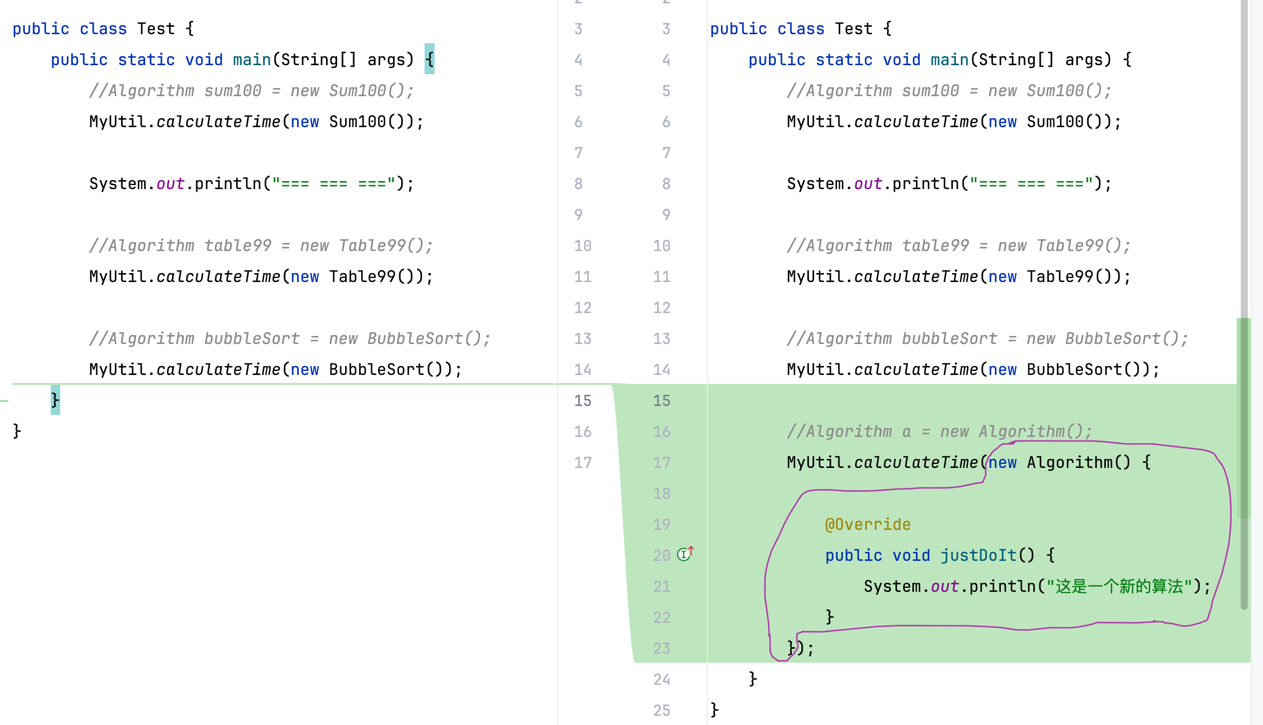 public class Test {
public static void main(String[] args) {
//Algorithm sum100 = new Sum100();
MyUtil.calculateTime(new Sum100());
System.out.println("=== === ===");
//Algorithm table99 = new Table99();
MyUtil.calculateTime(new Table99());
//Algorithm bubbleSort = new BubbleSort();
MyUtil.calculateTime(new BubbleSort());
}
}
3
4
5
6
7
8
9
10
11
12
13
14
15
16
17
3
4
5
6
7
8
9
10
11
12
13
14
15
16
17
18
19
20
21
22
23
24
25
public class Test {
public static void main(String[] args) {
//Algorithm sum100 = new Sum100();
MyUtil.calculateTime(new Sum100());
System.out.println("=== === ===");
//Algorithm table99 = new Table99();
MyUtil.calculateTime(new Table99());
//Algorithm bubbleSort = new BubbleSort();
MyUtil.calculateTime(new BubbleSort());
//Algorithm a = new Algorithm();
MyUtil.calculateTime(new Algorithm() {
@Override
public void justDoIt() {
System.out.println("这是一个新的算法");
}
});
}
}